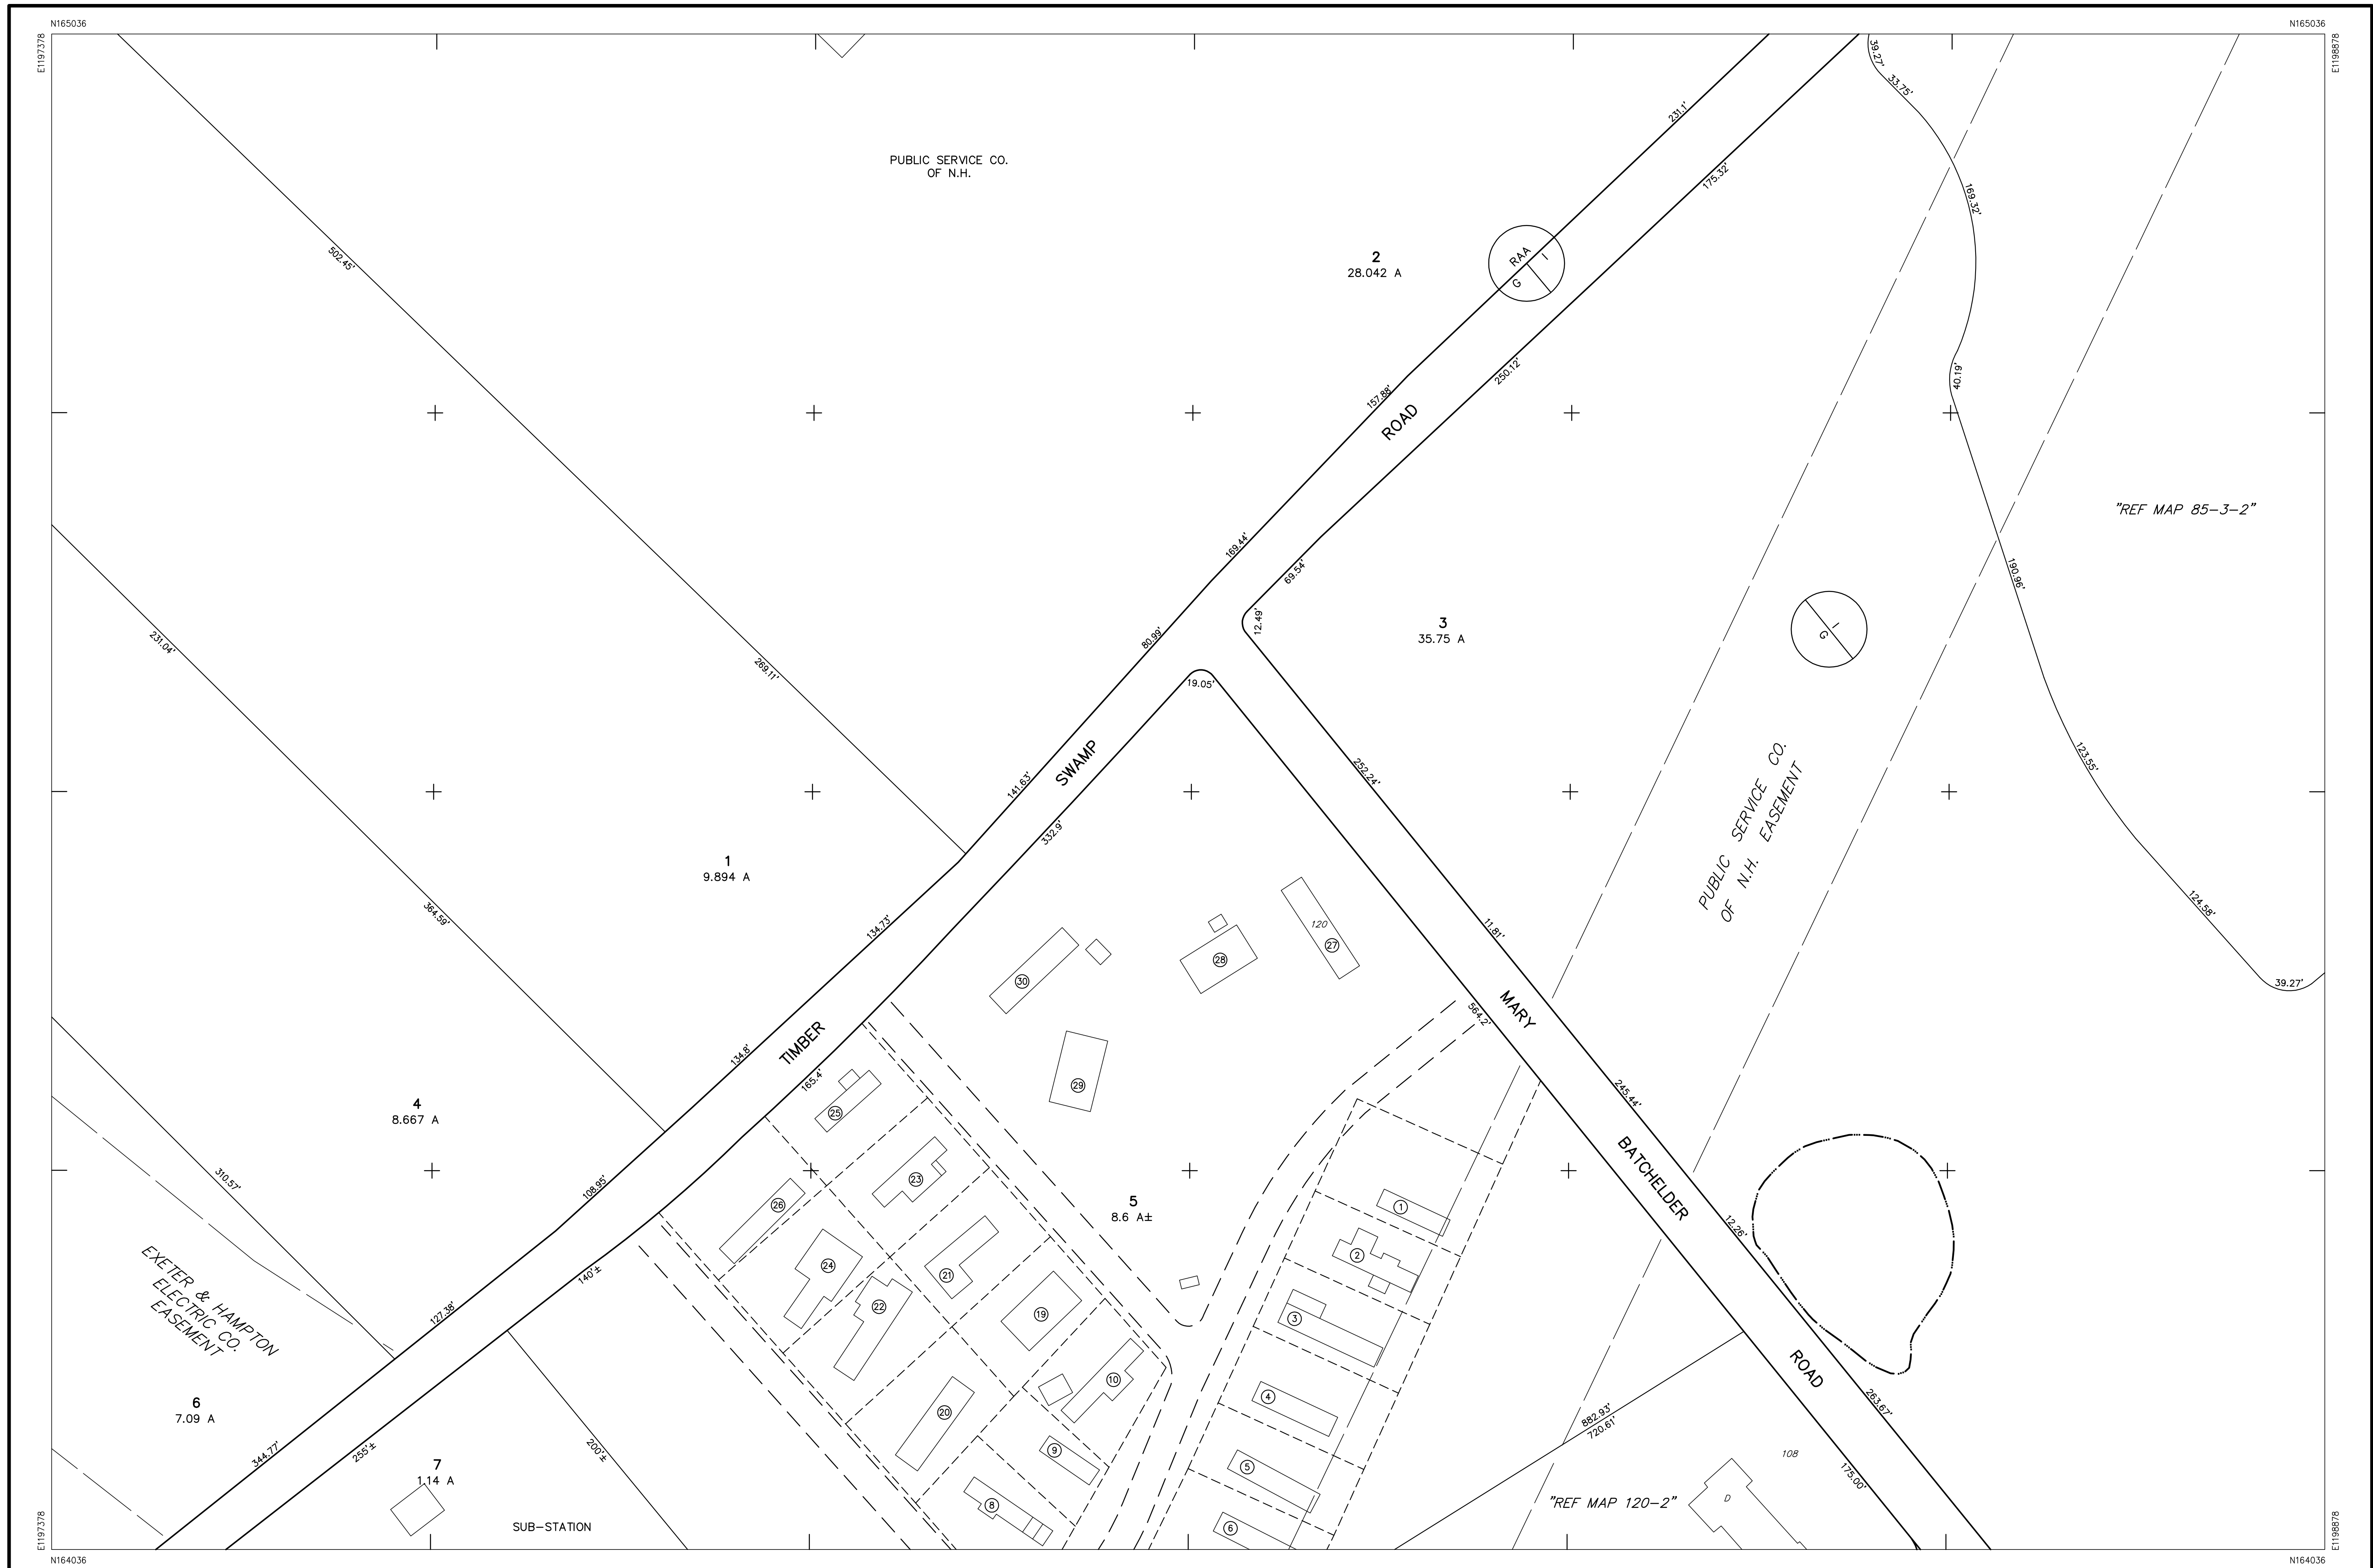 N165036
N165036
E1197378
E1198878
39.27'
33.75'
231.1'
PUBLIC SERVICE CO.
OF N.H.
175.32'
169.32'
502.45'
2
28.042 A
RAA
I
G
250.12'
157.88'
40.19'
ROAD
"REF MAP 85-3-2"
169.44'
69.54'
190.96'
12.49'
3
35.75 A
I
G
231.04'
80.99'
269.11'
19.05'
SWAMP
141.63'
252.24'
123.55'
332.9'
PUBLIC SERVICE CO.
OF N.H. EASEMENT
1
9.894 A
364.59'
134.73'
120
27
28
11.81'
124.58'
30
39.27'
MARY
564.2'
TIMBER
134.8'
165.4'
29
25
245.44'
4
8.667 A
BATCHELDER
310.57'
108.95'
23
26
5
8.6 A±
1
12.26'
EXETER & HAMPTON
ELECTRIC CO.
EASEMENT
140'±
24
21
2
22
19
3
127.38'
ROAD
10
4
20
6
7.09 A
263.67'
882.93'
720.61'
344.77'
255'±
200'±
9
108
7
1.14 A
5
175.00'
8
"REF MAP 120-2"
D
SUB-STATION
6
E1197378
E1198878
N164036
N164036